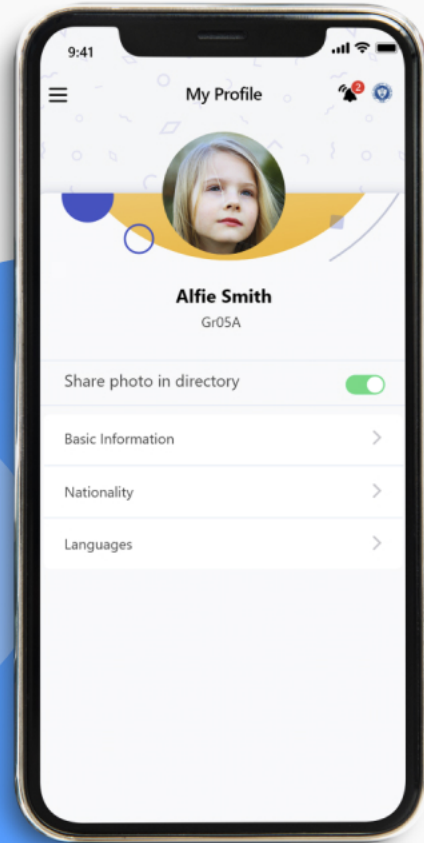 9:41
My Profile
2
Alfie Smith
Gr05A
Share photo in directory
Basic Information
Nationality
Languages